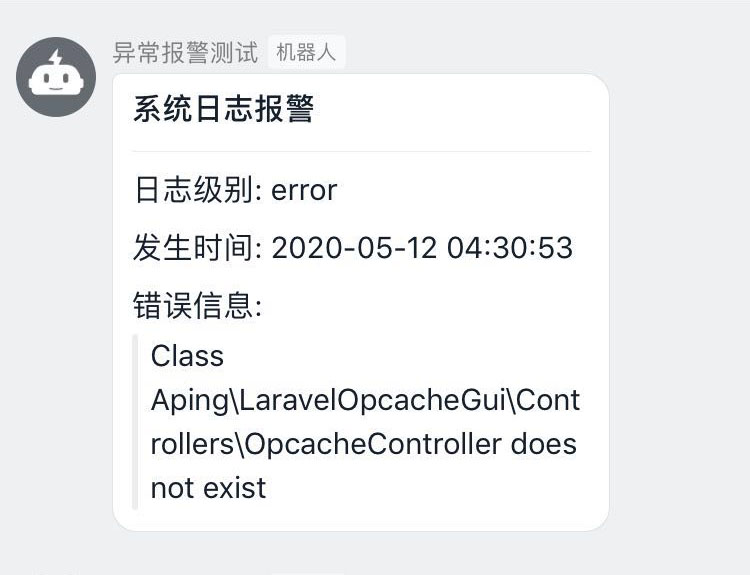 异常报警测试 机器人
系统日志报警
日志级别: error
发生时间: 2020-05-12 04:30:53
错误信息:
Class
Aping\LaravelOpcacheGui\Cont
rollers\OpcacheController does
not exist